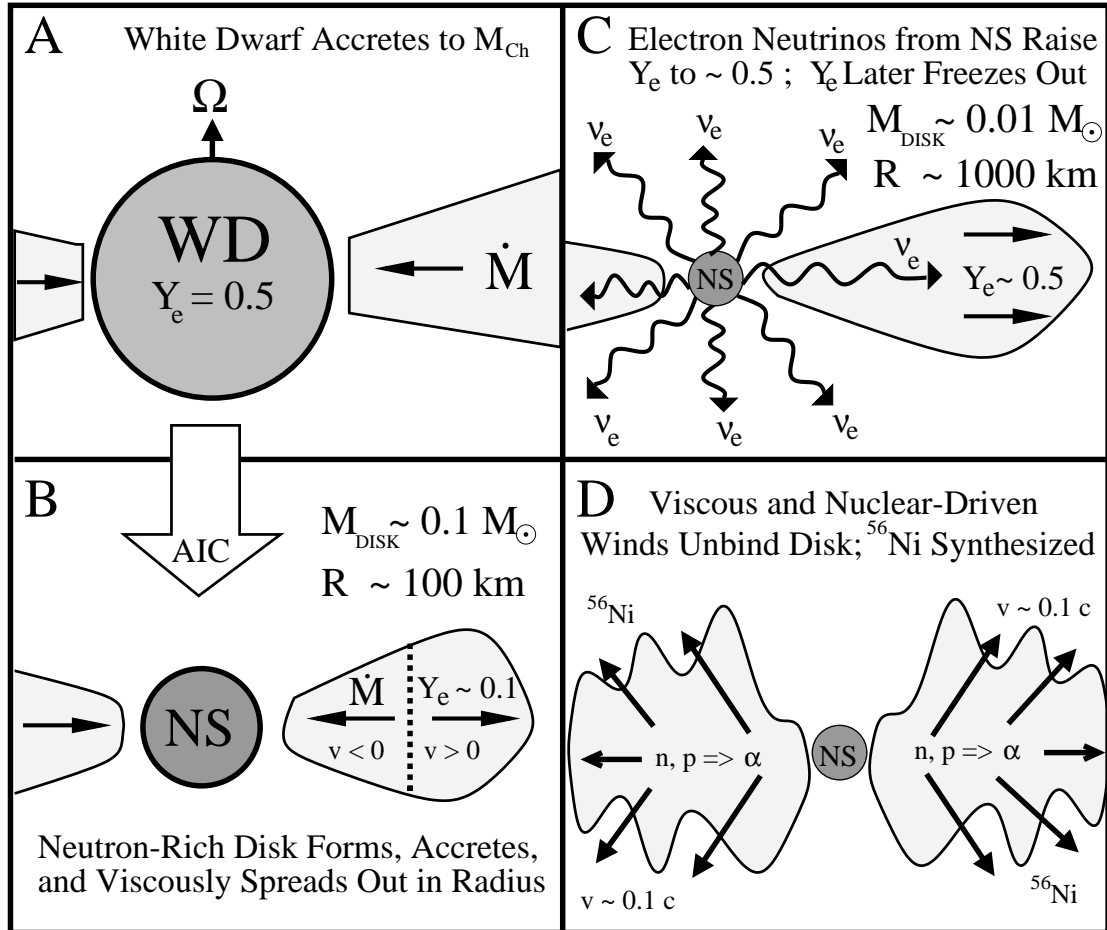 A
White Dwarf Accretes to M_Ch
Ω
WD
Y_e = 0.5
Ṁ
AIC
B
M_DISK ~ 0.1 M_⊙
R ~ 100 km
NS
Ṁ
Y_e ~ 0.1
v < 0
v > 0
Neutron-Rich Disk Forms, Accretes,
and Viscously Spreads Out in Radius
C
Electron Neutrinos from NS Raise
Y_e to ~ 0.5 ; Y_e Later Freezes Out
M_DISK ~ 0.01 M_⊙
R ~ 1000 km
ν_e
ν_e
ν_e
NS
ν_e
Y_e ~ 0.5
ν_e
ν_e
ν_e
D
Viscous and Nuclear-Driven
Winds Unbind Disk; ⁵⁶Ni Synthesized
⁵⁶Ni
v ~ 0.1 c
n, p => α
NS
n, p => α
v ~ 0.1 c
⁵⁶Ni